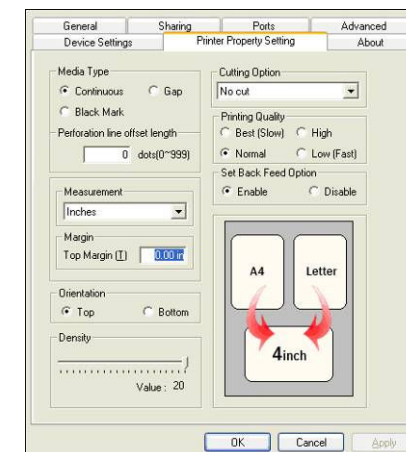 General Sharing Ports Advanced
Device Settings Printer Property Setting About
Media Type
Continuous Gap
Black Mark
Perforation line offset length
0 dots(0~999)
Measurement
Inches
Margin
Top Margin (T) 0.00 in
Orientation
Top Bottom
Density
Value : 20
Cutting Option
No cut
Printing Quality
Best (Slow) High
Normal Low (Fast)
Set Back Feed Option
Enable Disable
A4 Letter
4inch
OK Cancel Apply